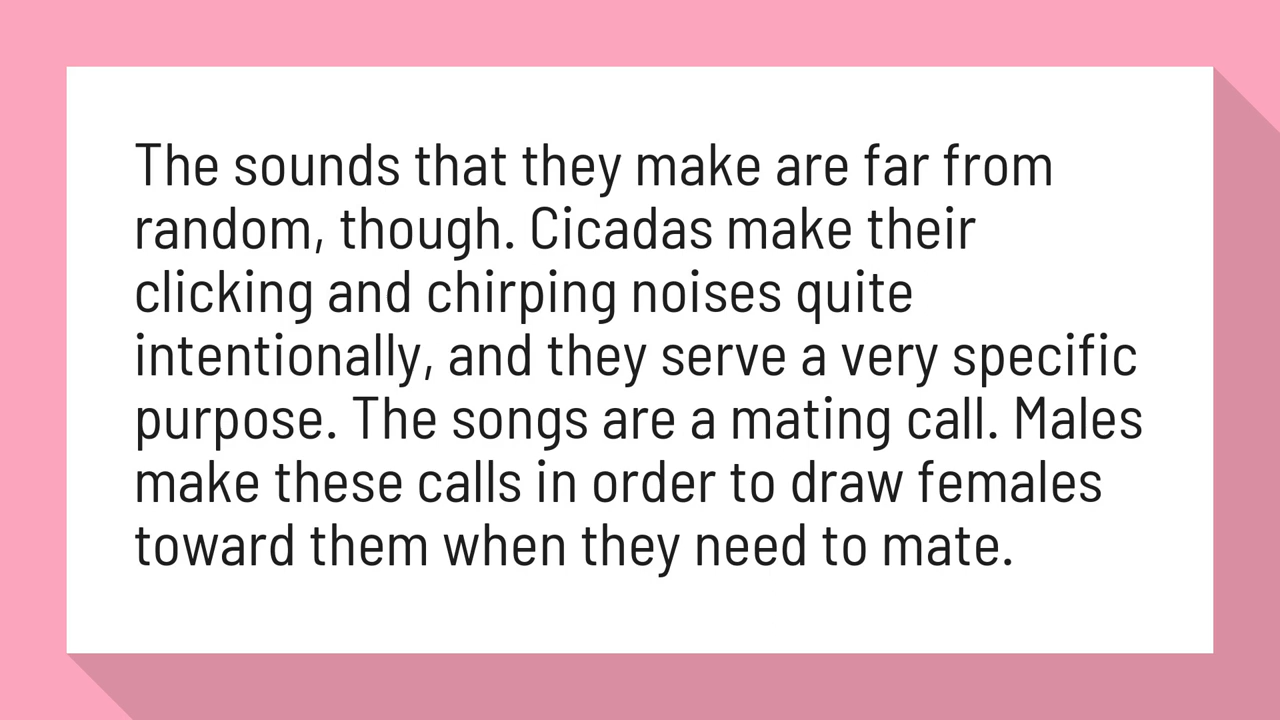 The sounds that they make are far from
random, though. Cicadas make their
clicking and chirping noises quite
intentionally, and they serve a very specific
purpose. The songs are a mating call. Males
make these calls in order to draw females
toward them when they need to mate.